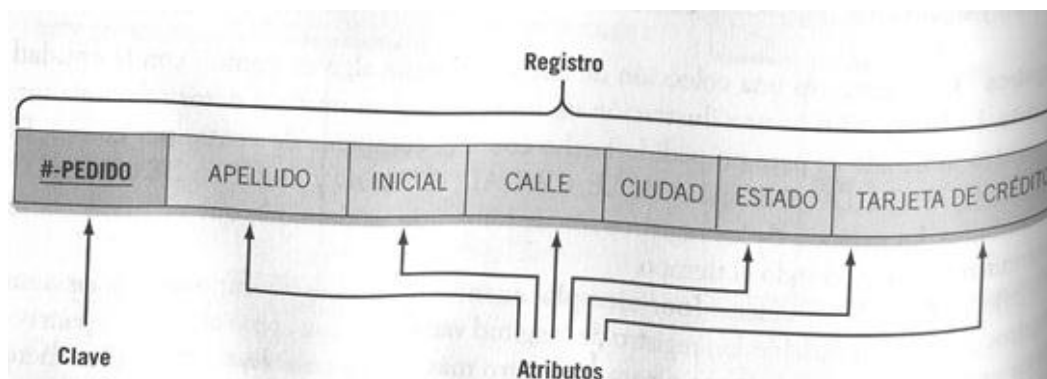 Registro
#-PEDIDO APELLIDO INICIAL CALLE CIUDAD ESTADO TARJETA DE CRÉDITO
Clave
Atributos